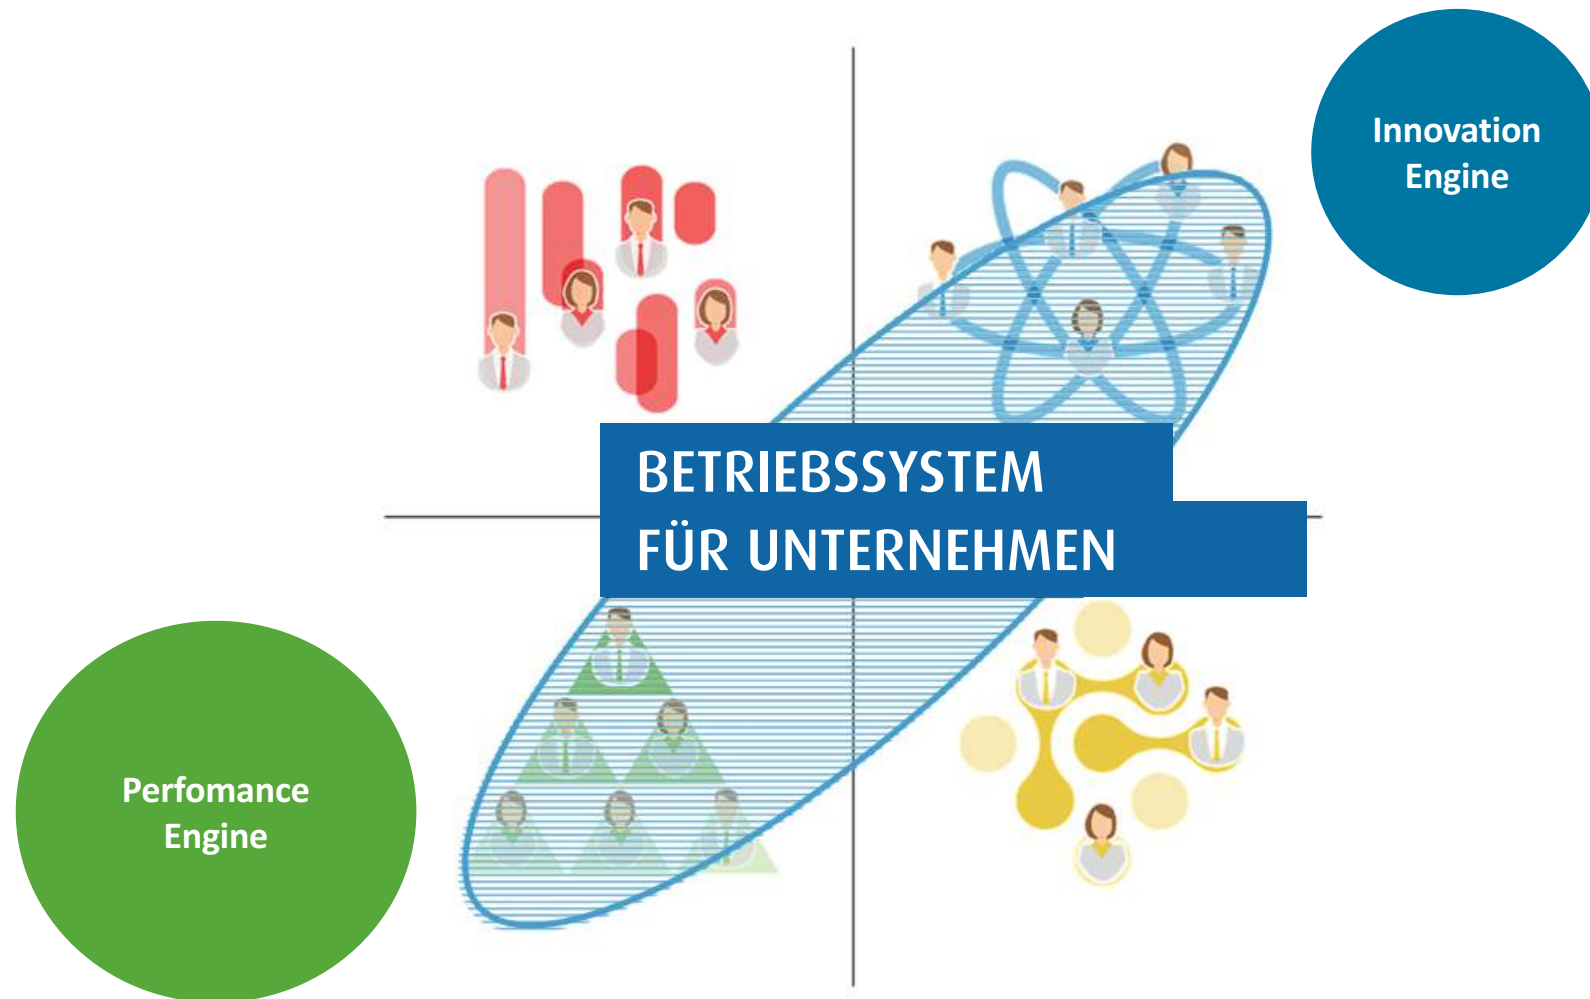 Innovation
Engine
BETRIEBSSYSTEM
FÜR UNTERNEHMEN
Perfomance
Engine